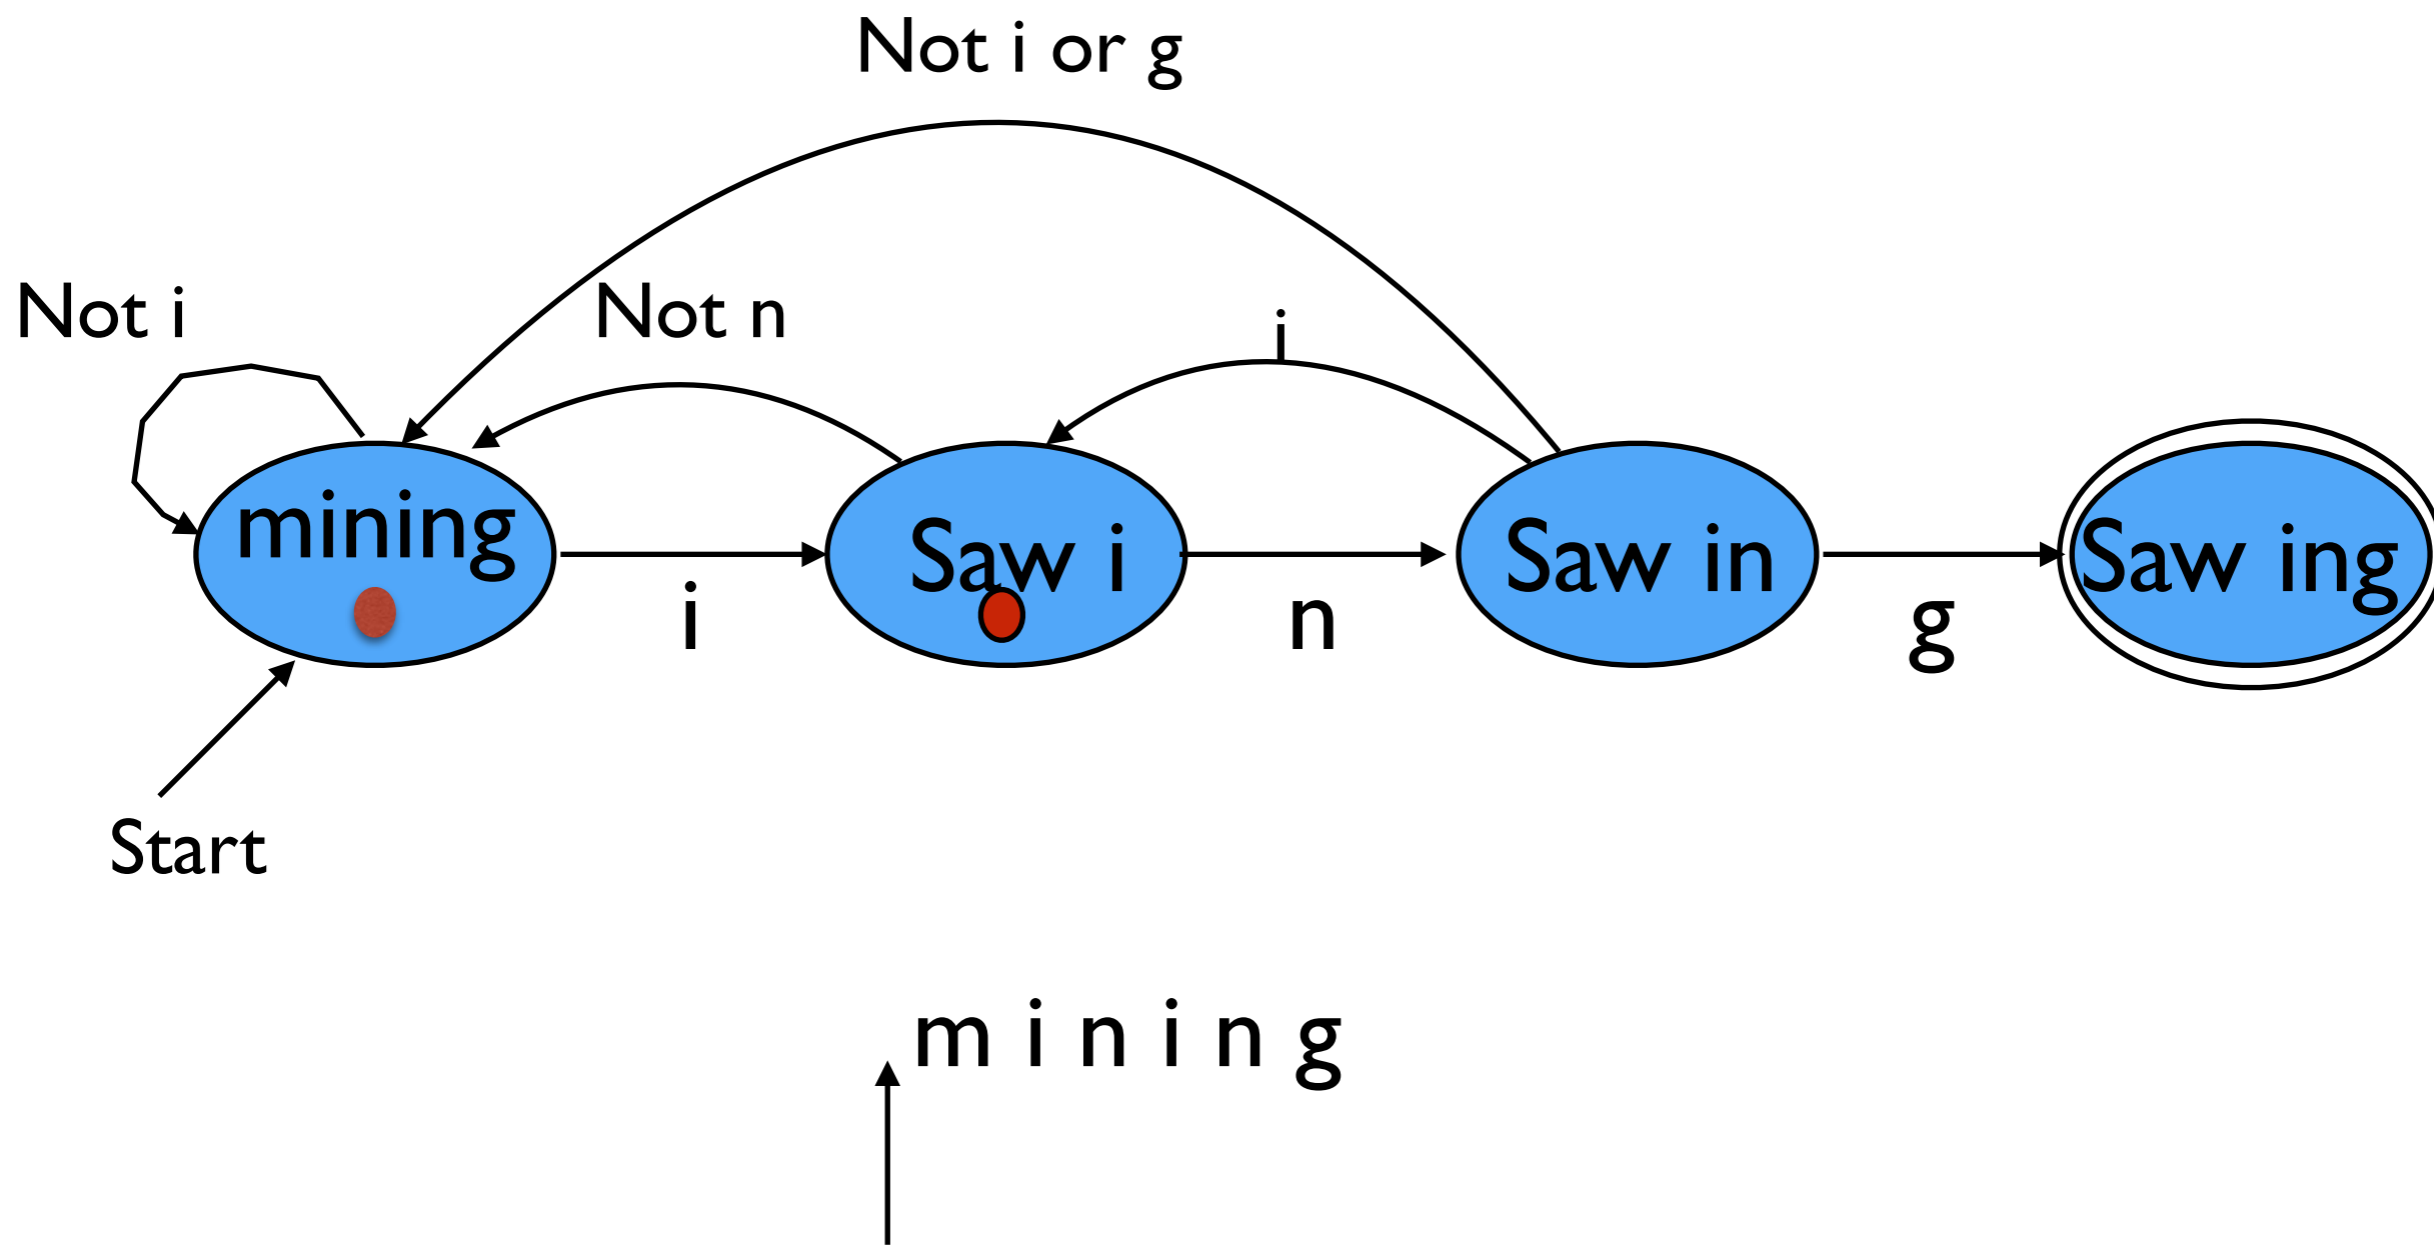 Not i or g
Not i
Not n
i
mining
Saw i
Saw in
Saw ing
i
n
g
Start
m i n i n g